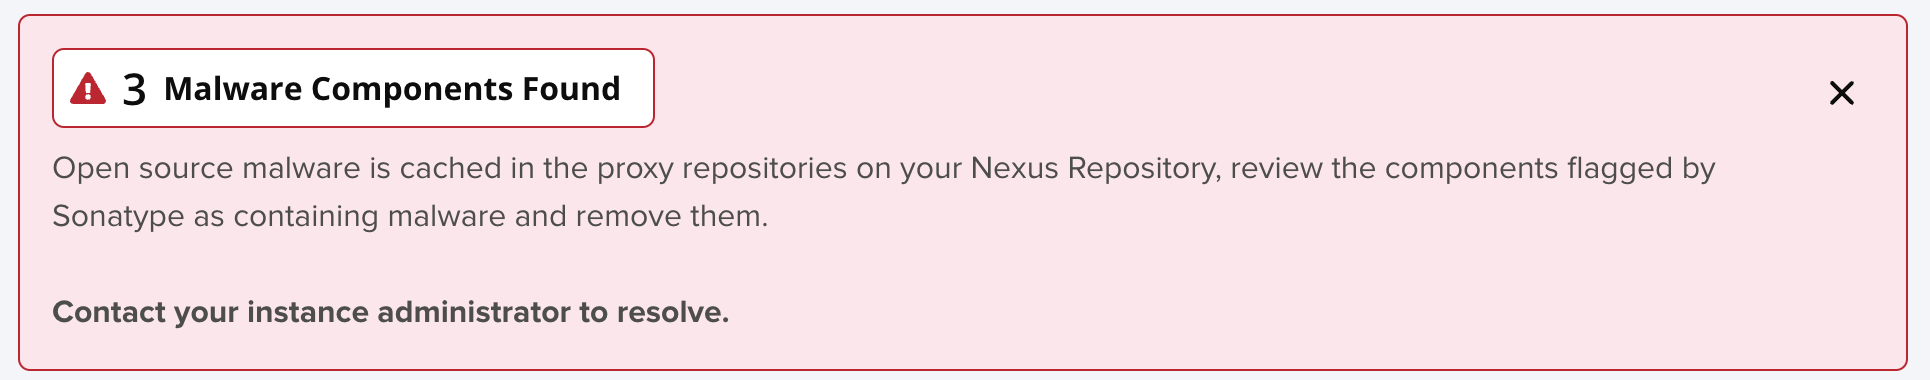 3 Malware Components Found
Open source malware is cached in the proxy repositories on your Nexus Repository, review the components flagged by
Sonatype as containing malware and remove them.
Contact your instance administrator to resolve.